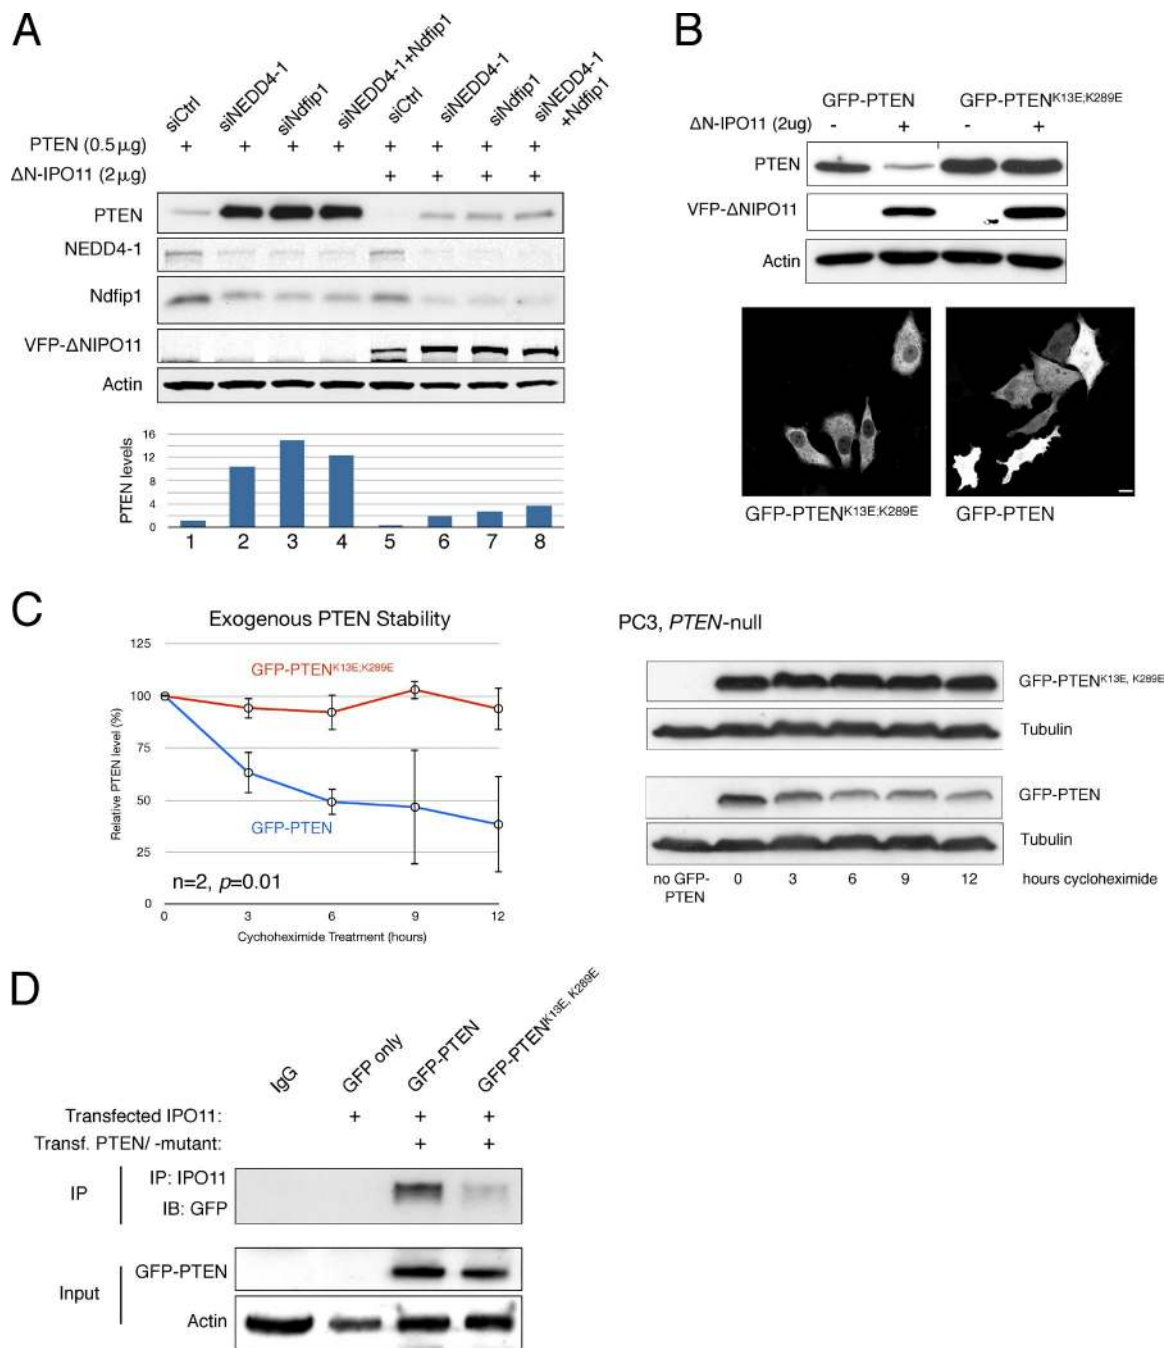 A
siCtrl siNEDD4-1 siNdfip1 siNEDD4-1+Ndfip1 siCtrl siNEDD4-1 siNdfip1 siNEDD4-1
+Ndfip1
PTEN (0.5µg) + + + + + + + +
ΔN-IPO11 (2µg) + + + +
PTEN
NEDD4-1
Ndfip1
VFP-ΔNIPO11
Actin
PTEN levels
16
12
8
4
0
1 2 3 4 5 6 7 8
B
GFP-PTEN GFP-PTENK13E;K289E
ΔN-IPO11 (2ug) - + - +
PTEN
VFP-ΔNIPO11
Actin
GFP-PTENK13E;K289E GFP-PTEN
C
Exogenous PTEN Stability
Relative PTEN level (%)
125
100
75
50
25
0
GFP-PTENK13E;K289E
GFP-PTEN
n=2, p=0.01
0 3 6 9 12
Cychoheximide Treatment (hours)
PC3, PTEN-null
GFP-PTENK13E, K289E
Tubulin
GFP-PTEN
Tubulin
no GFP-
PTEN
0 3 6 9 12 hours cycloheximide
D
IgG GFP only GFP-PTEN GFP-PTENK13E, K289E
Transfected IPO11: + + +
Transf. PTEN/ -mutant: + +
IP
IP: IPO11
IB: GFP
Input
GFP-PTEN
Actin